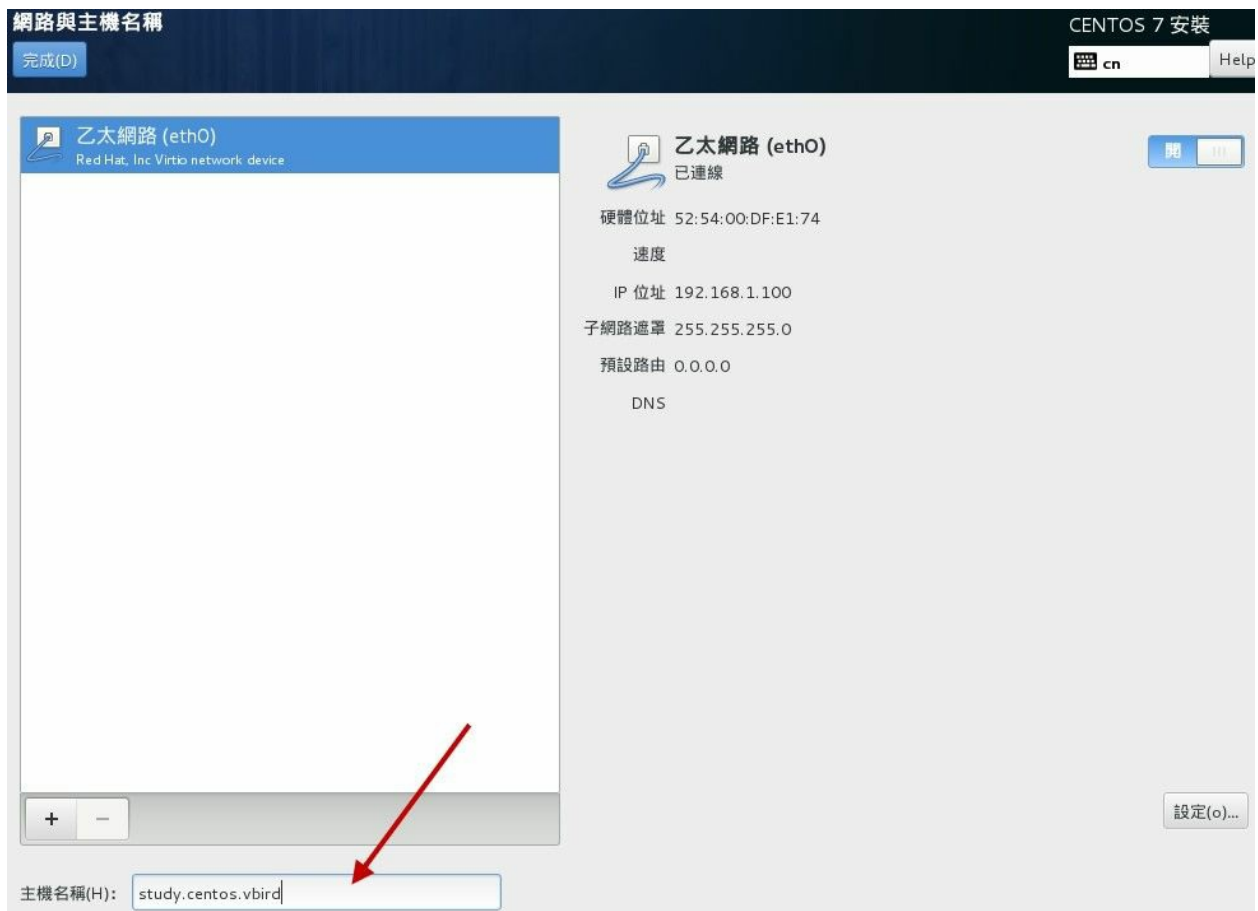 網路與主機名稱
完成(D)
CENTOS 7 安裝
cn
Help
乙太網路 (eth0)
Red Hat, Inc Virtio network device
乙太網路 (eth0)
已連線
開
硬體位址 52:54:00:DF:E1:74
速度
IP 位址 192.168.1.100
子網路遮罩 255.255.255.0
預設路由 0.0.0.0
DNS
+ −
設定(o)...
主機名稱(H): study.centos.vbird